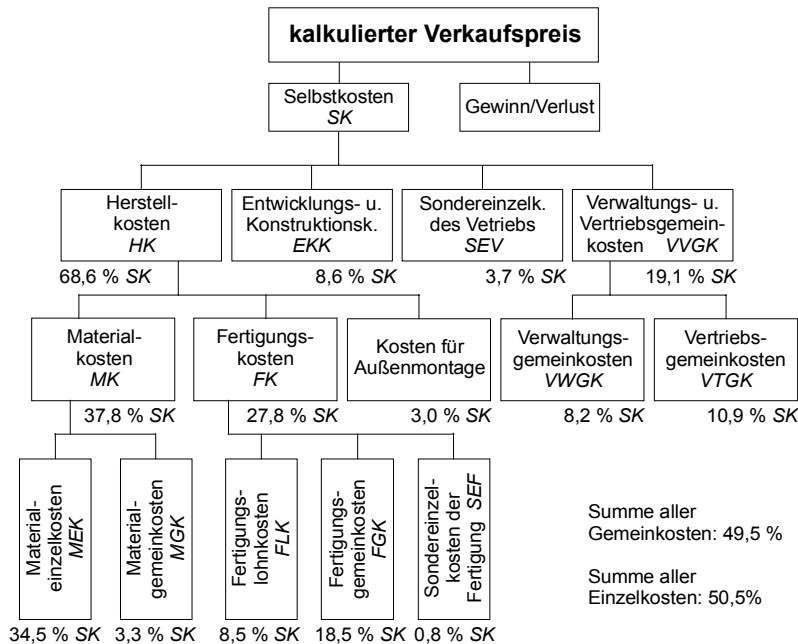 kalkulierter Verkaufspreis
Selbstkosten
SK
Gewinn/Verlust
Herstell-
kosten
HK
68,6 % SK
Entwicklungs- u.
Konstruktionsk.
EKK
8,6 % SK
Sondereinzelk.
des Vetriebs
SEV
3,7 % SK
Verwaltungs- u.
Vertriebsgemein-
kosten VVGK
19,1 % SK
Material-
kosten
MK
37,8 % SK
Fertigungs-
kosten
FK
27,8 % SK
Kosten für
Außenmontage
3,0 % SK
Verwaltungs-
gemeinkosten
VWGK
8,2 % SK
Vertriebs-
gemeinkosten
VTGK
10,9 % SK
Material-
einzelkosten
MEK
34,5 % SK
Material-
gemeinkosten
MGK
3,3 % SK
Fertigungs-
lohnkosten
FLK
8,5 % SK
Fertigungs-
gemeinkosten
FGK
18,5 % SK
Sondereinzel-
kosten der
Fertigung SEF
0,8 % SK
Summe aller
Gemeinkosten: 49,5 %
Summe aller
Einzelkosten: 50,5%